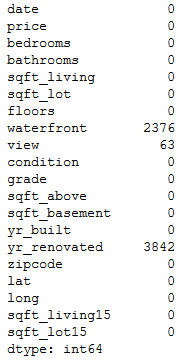 date 0
price 0
bedrooms 0
bathrooms 0
sqft_living 0
sqft_lot 0
floors 0
waterfront 2376
view 63
condition 0
grade 0
sqft_above 0
sqft_basement 0
yr_built 0
yr_renovated 3842
zipcode 0
lat 0
long 0
sqft_living15 0
sqft_lot15 0
dtype: int64